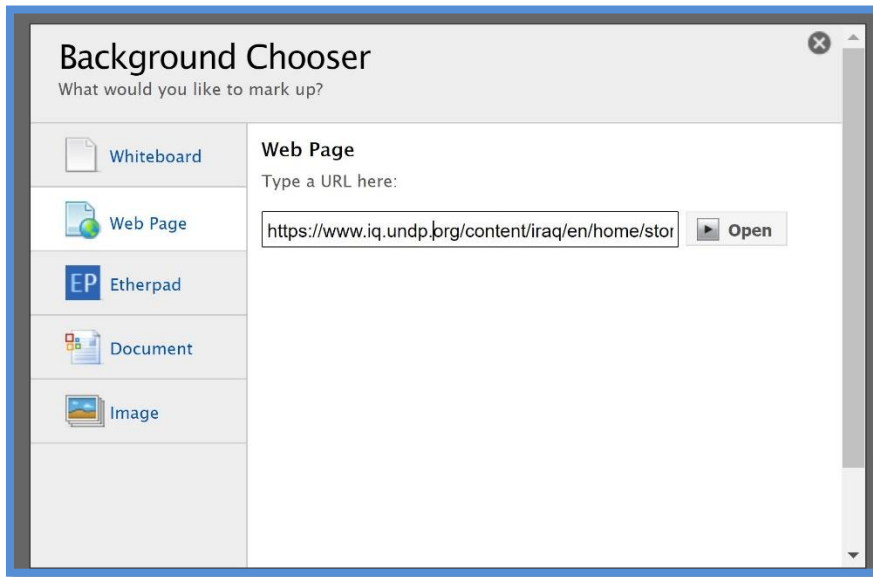 Background Chooser
What would you like to mark up?
Whiteboard
Web Page
Etherpad
Document
Image
Web Page
Type a URL here:
https://www.iq.undp.org/content/iraq/en/home/stor
Open
EP